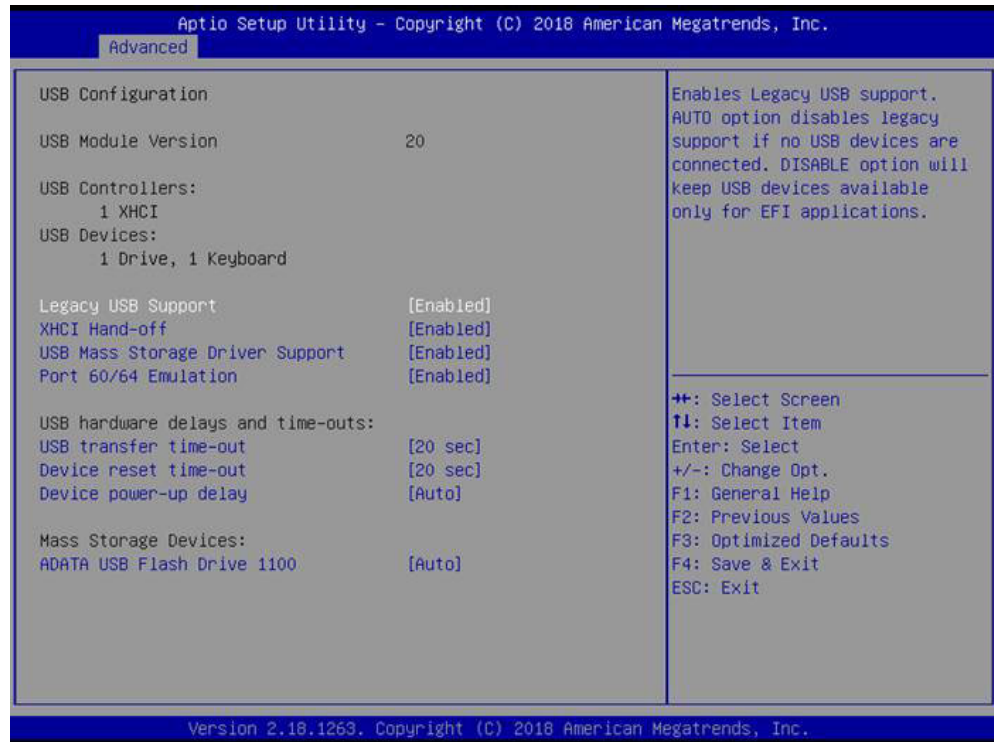 Aptio Setup Utility – Copyright (C) 2018 American Megatrends, Inc.
Advanced
USB Configuration
USB Module Version 20
USB Controllers:
1 XHCI
USB Devices:
1 Drive, 1 Keyboard
Legacy USB Support [Enabled]
XHCI Hand-off [Enabled]
USB Mass Storage Driver Support [Enabled]
Port 60/64 Emulation [Enabled]
USB hardware delays and time-outs:
USB transfer time-out [20 sec]
Device reset time-out [20 sec]
Device power-up delay [Auto]
Mass Storage Devices:
ADATA USB Flash Drive 1100 [Auto]
Enables Legacy USB support.
AUTO option disables legacy
support if no USB devices are
connected. DISABLE option will
keep USB devices available
only for EFI applications.
→←: Select Screen
↑↓: Select Item
Enter: Select
+/-: Change Opt.
F1: General Help
F2: Previous Values
F3: Optimized Defaults
F4: Save & Exit
ESC: Exit
Version 2.18.1263. Copyright (C) 2018 American Megatrends, Inc.